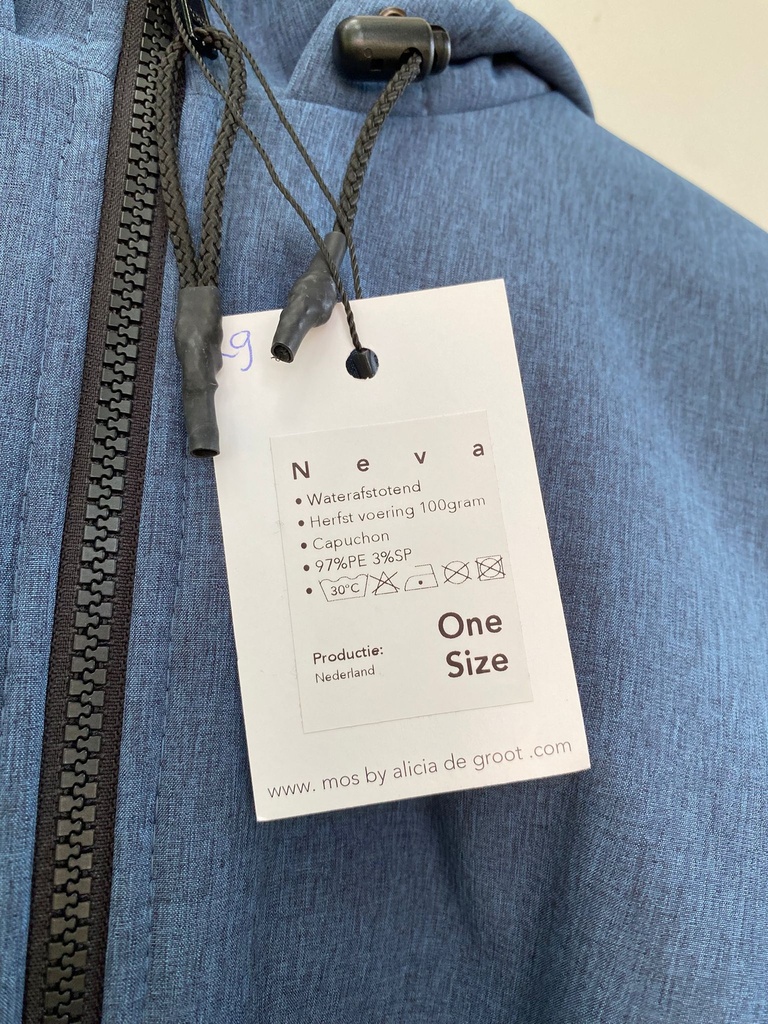 9
N e v a
• Waterafstotend
• Herfst voering 100gram
• Capuchon
• 97%PE 3%SP
• 30°C
One
Size
Productie:
Nederland
www. mos by alicia de groot .com